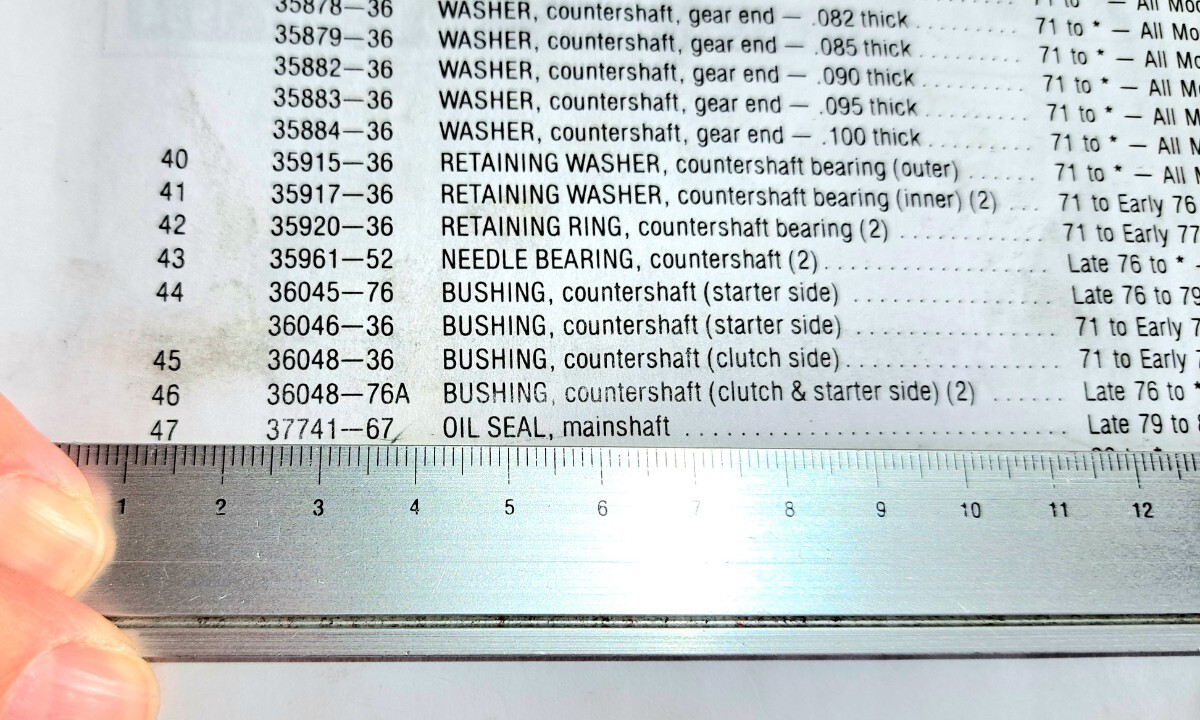 35878—36 WASHER, countershaft, gear end — .082 thick 71 to * — All
35879—36 WASHER, countershaft, gear end — .085 thick . . . . . . . . . . . 71 to * — All
35882—36 WASHER, countershaft, gear end — .090 thick . . . . . . . . . . . 71 to * — All
35883—36 WASHER, countershaft, gear end — .095 thick . . . . . . . . . . . 71 to * — All
35884—36 WASHER, countershaft, gear end — .100 thick . . . . . . . . . . . 71 to * — All
40 35915—36 RETAINING WASHER, countershaft bearing (outer) . . . . . . . 71 to * — All
41 35917—36 RETAINING WASHER, countershaft bearing (inner) (2) . . . 71 to Early 76
42 35920—36 RETAINING RING, countershaft bearing (2) . . . . . . . . . . . . . . 71 to Early 77
43 35961—52 NEEDLE BEARING, countershaft (2) . . . . . . . . . . . . . . . . . . . . . Late 76 to *
44 36045—76 BUSHING, countershaft (starter side) . . . . . . . . . . . . . . . . . . . Late 76 to 79
36046—36 BUSHING, countershaft (starter side) . . . . . . . . . . . . . . . . . . . 71 to Early
45 36048—36 BUSHING, countershaft (clutch side) . . . . . . . . . . . . . . . . . . . . 71 to Early
46 36048—76A BUSHING, countershaft (clutch & starter side) (2) . . . . . . Late 76 to *
47 37741—67 OIL SEAL, mainshaft . . . . . . . . . . . . . . . . . . . . . . . . . . . . . . . . . . . Late 79 to
1 2 3 4 5 6 7 8 9 10 11 12